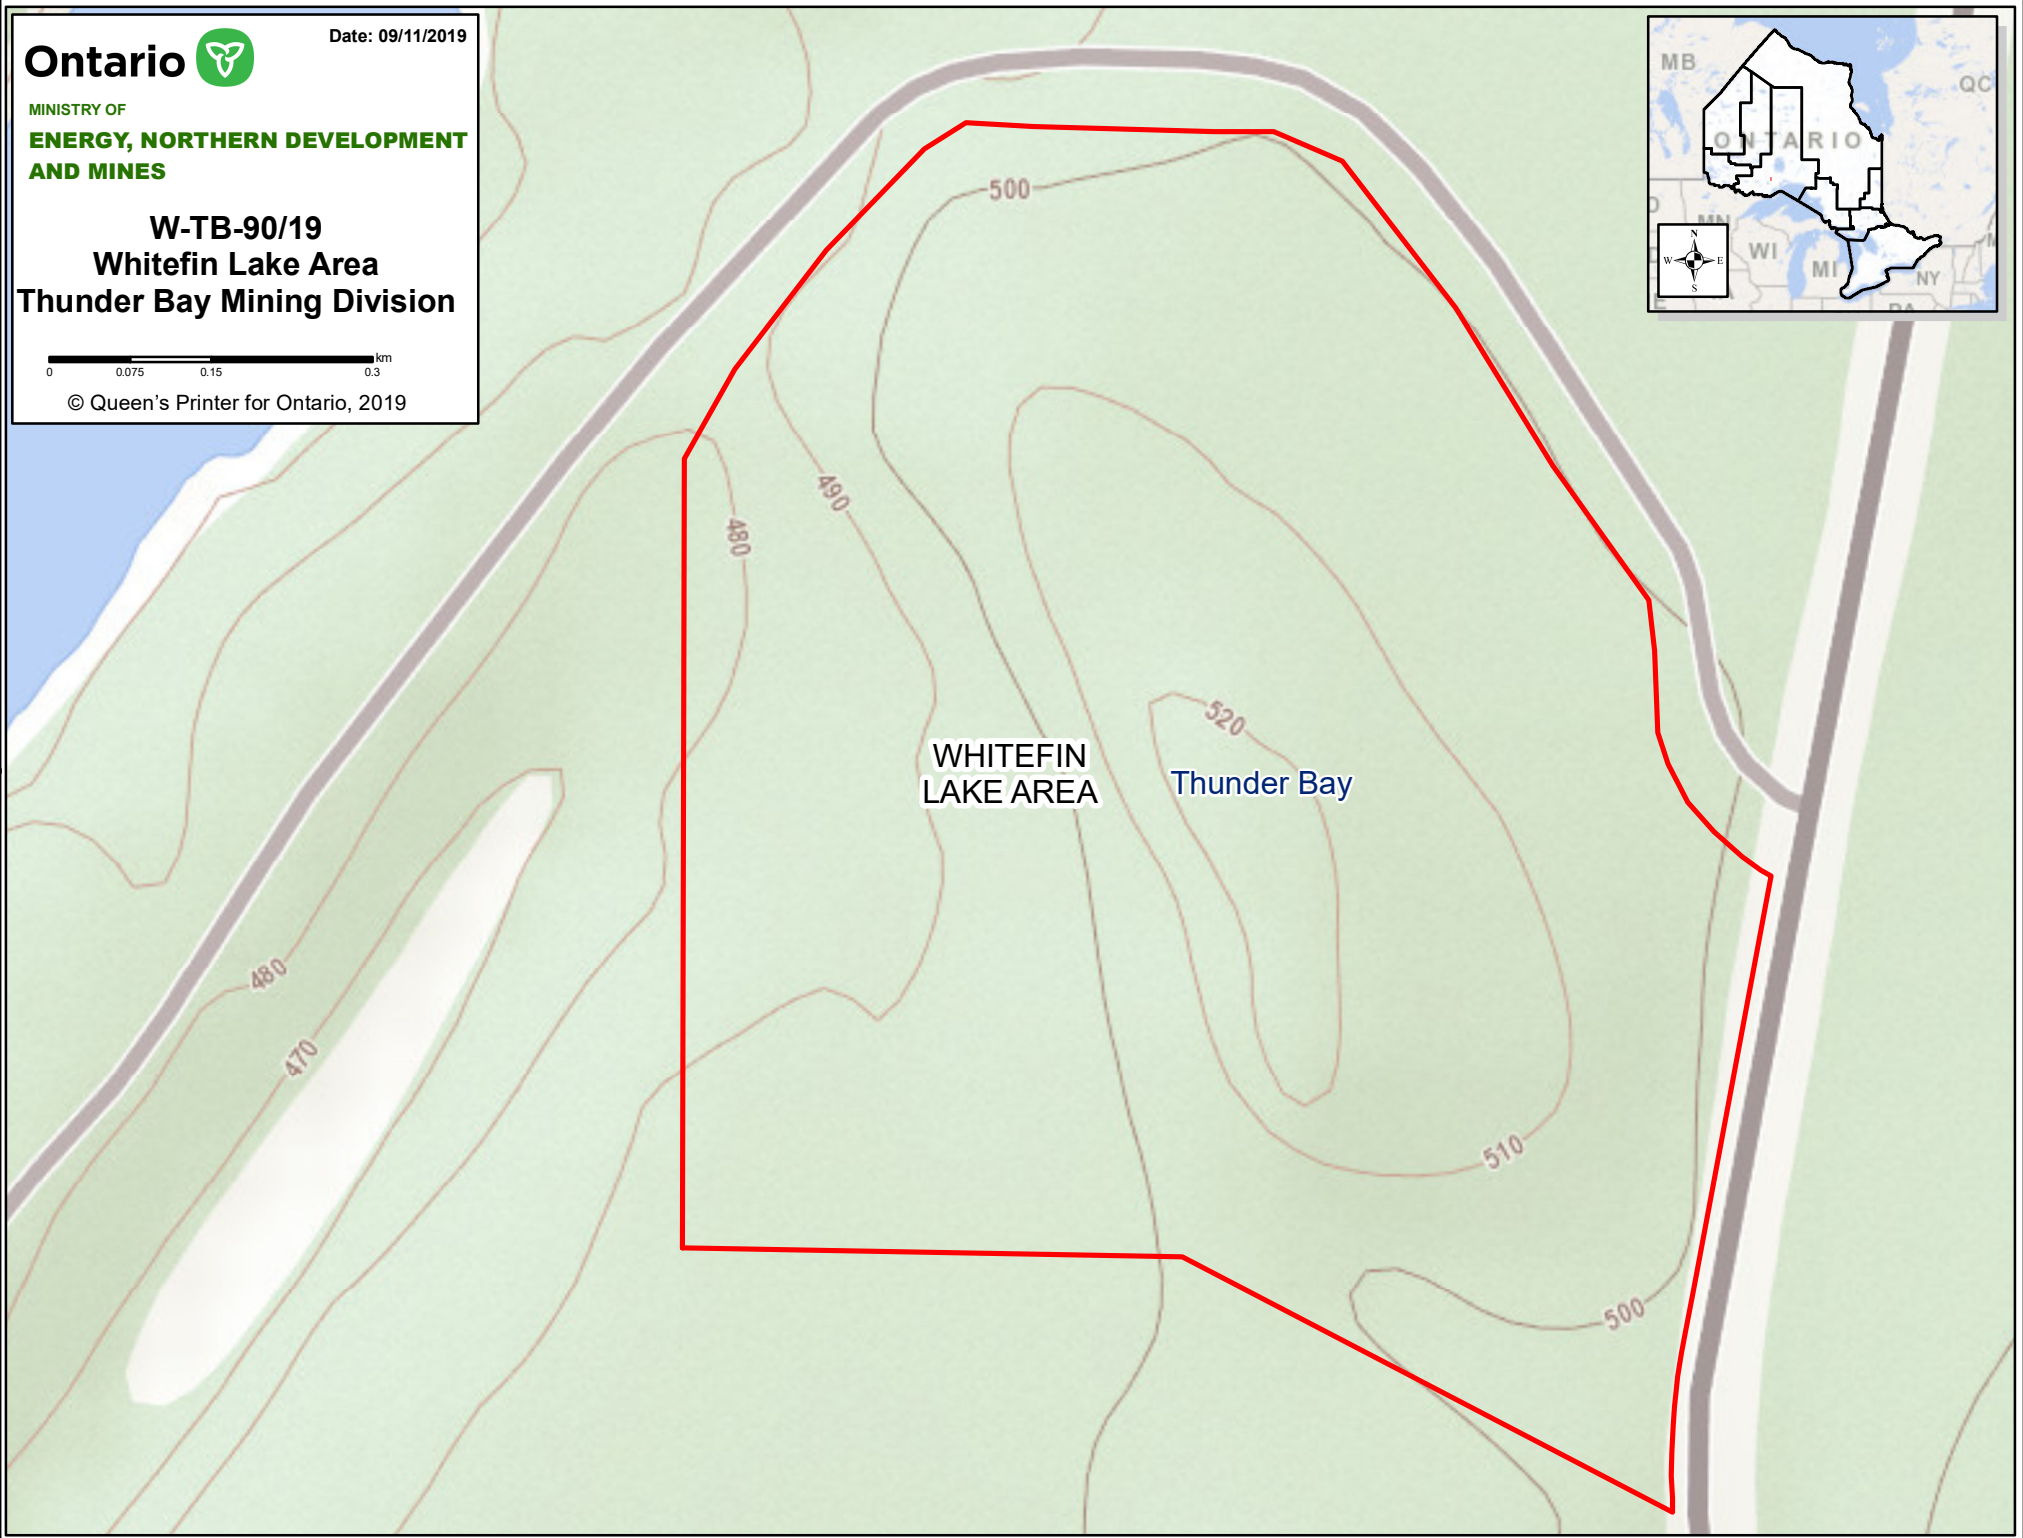 Date: 09/11/2019
Ontario
MINISTRY OF
ENERGY, NORTHERN DEVELOPMENT
AND MINES
W-TB-90/19
Whitefin Lake Area
Thunder Bay Mining Division
km
0 0.075 0.15 0.3
© Queen's Printer for Ontario, 2019
MB
QC
ONTARIO
MN
WI
MI
NY
PA
N
W E
S
500
490
480
520
WHITEFIN
LAKE AREA
Thunder Bay
480
470
510
500